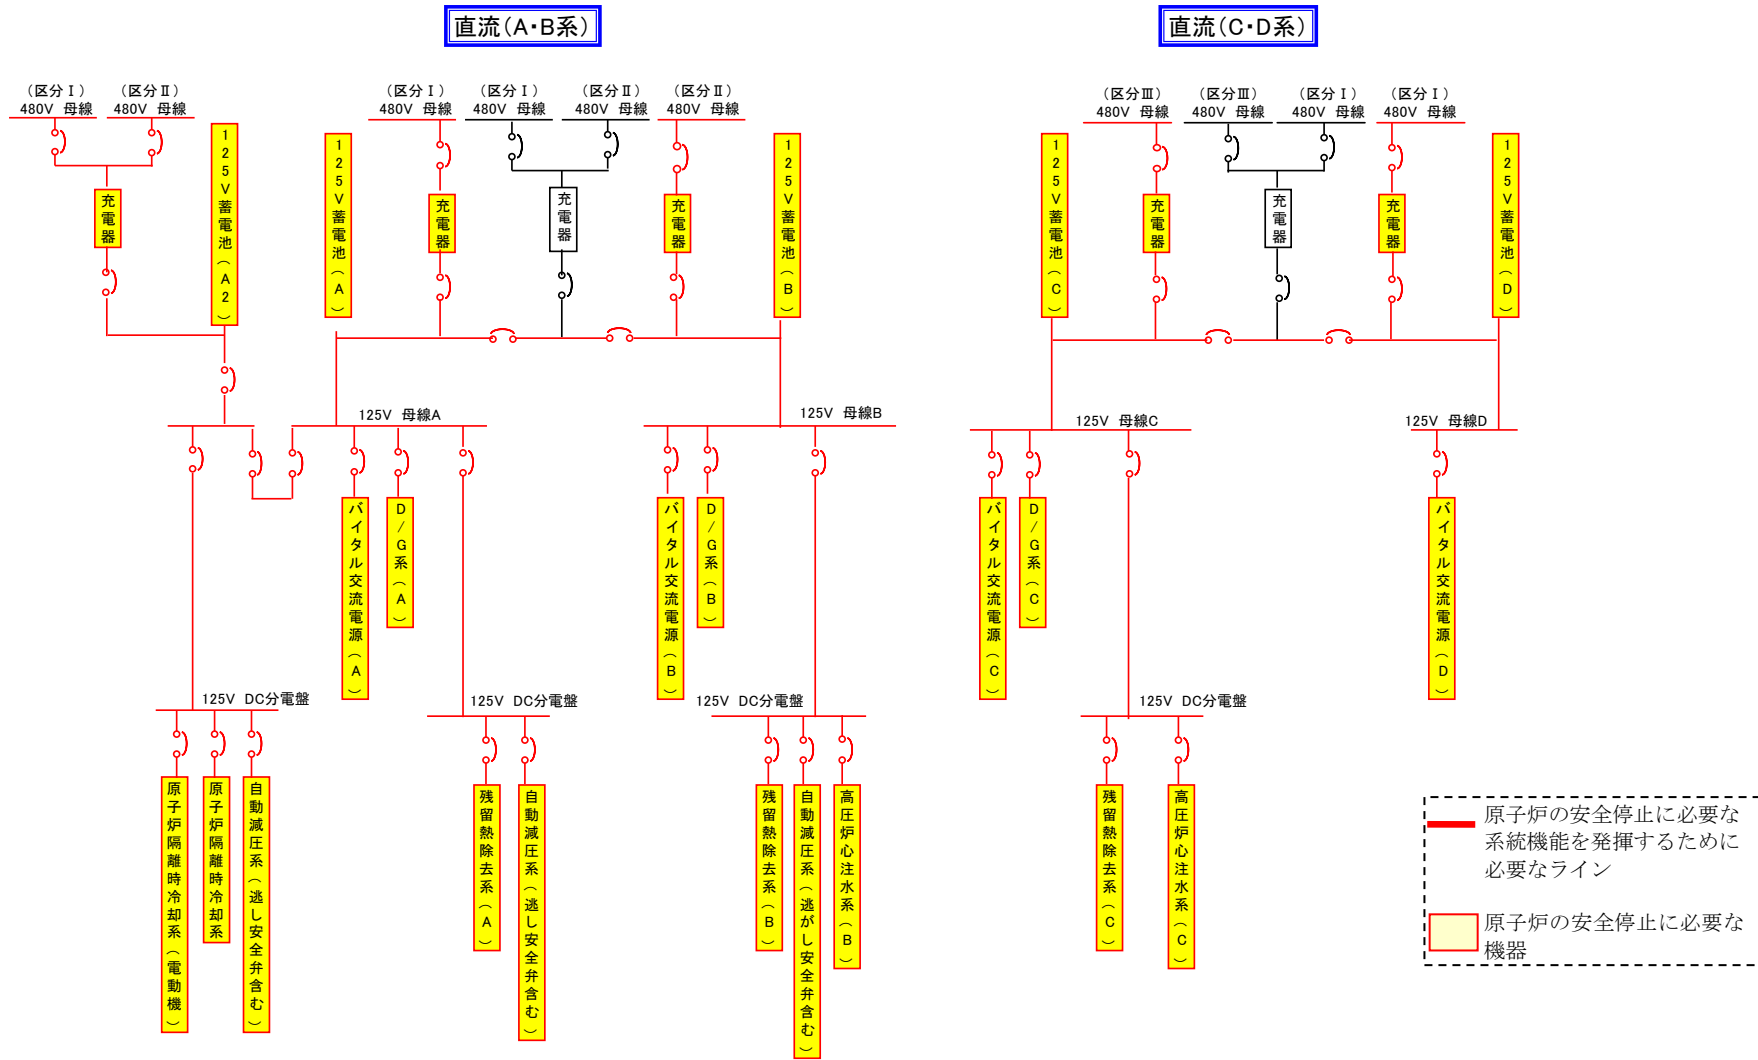 直流(A・B系)
直流(C・D系)
(区分Ⅰ)
480V 母線
(区分Ⅱ)
480V 母線
(区分Ⅰ)
480V 母線
(区分Ⅰ)
480V 母線
(区分Ⅱ)
480V 母線
(区分Ⅱ)
480V 母線
(区分Ⅲ)
480V 母線
(区分Ⅲ)
480V 母線
(区分Ⅰ)
480V 母線
(区分Ⅰ)
480V 母線
充電器
125V蓄電池(A2)
125V蓄電池(A)
充電器
充電器
充電器
125V蓄電池(B)
125V蓄電池(C)
充電器
充電器
充電器
125V蓄電池(D)
125V 母線A
125V 母線B
125V 母線C
125V 母線D
バイタル交流電源(A)
D/G系(A)
バイタル交流電源(B)
D/G系(B)
バイタル交流電源(C)
D/G系(C)
バイタル交流電源(D)
125V DC分電盤
125V DC分電盤
125V DC分電盤
125V DC分電盤
原子炉隔離時冷却系(電動機)
原子炉隔離時冷却系
自動減圧系(逃し安全弁含む)
残留熱除去系(A)
自動減圧系(逃し安全弁含む)
残留熱除去系(B)
自動減圧系(逃がし安全弁含む)
高圧炉心注水系(B)
残留熱除去系(C)
高圧炉心注水系(C)
原子炉の安全停止に必要な
系統機能を発揮するために
必要なライン
原子炉の安全停止に必要な
機器